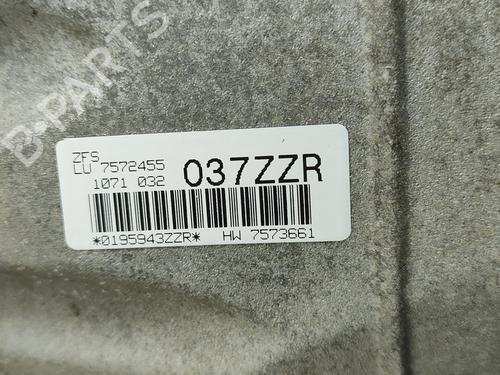 B-PARTS
ZFS
LU 7572455
1071 032 037ZZR
*0195943ZZR* HW 7573661